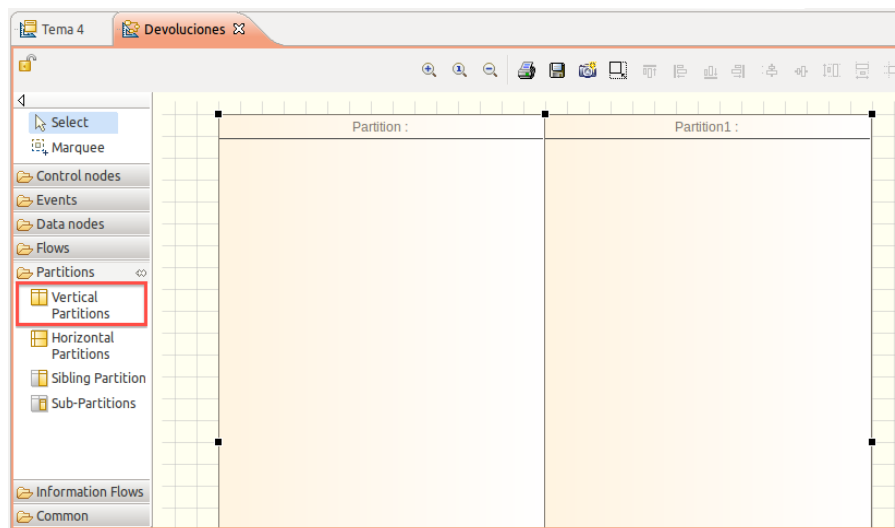 Tema 4
Devoluciones
Select
Marquee
Control nodes
Events
Data nodes
Flows
Partitions
Vertical
Partitions
Horizontal
Partitions
Sibling Partition
Sub-Partitions
Information Flows
Common
Partition :
Partition1 :